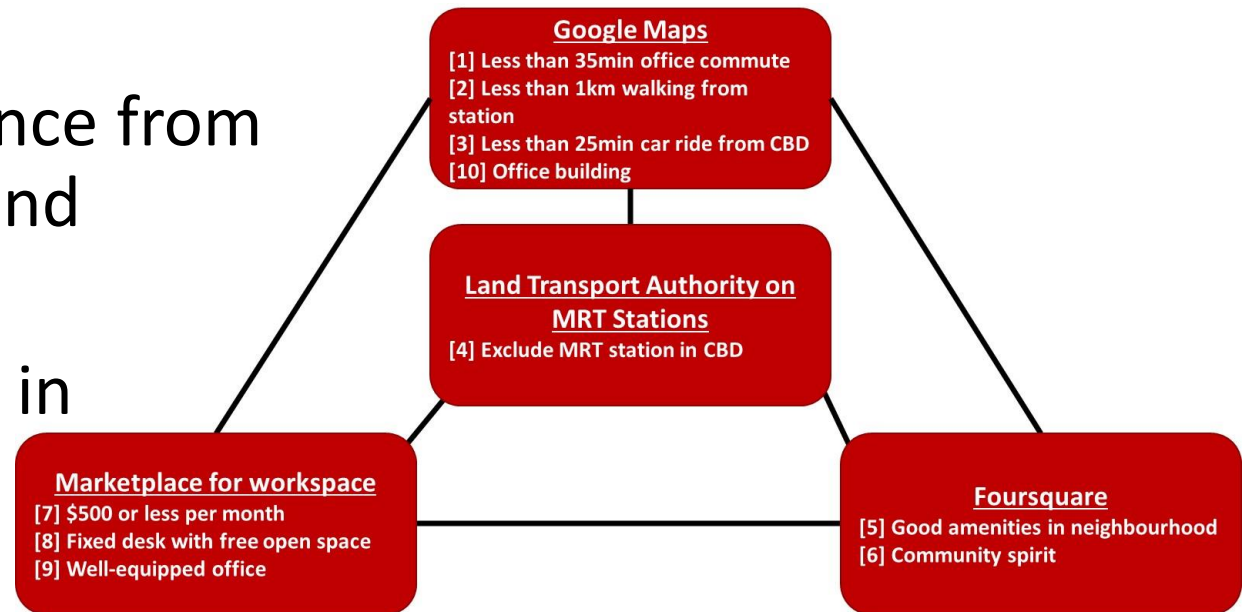 nce from
nd
in
Google Maps
[1] Less than 35min office commute
[2] Less than 1km walking from
station
[3] Less than 25min car ride from CBD
[10] Office building
Land Transport Authority on
MRT Stations
[4] Exclude MRT station in CBD
Marketplace for workspace
[7] $500 or less per month
[8] Fixed desk with free open space
[9] Well-equipped office
Foursquare
[5] Good amenities in neighbourhood
[6] Community spirit